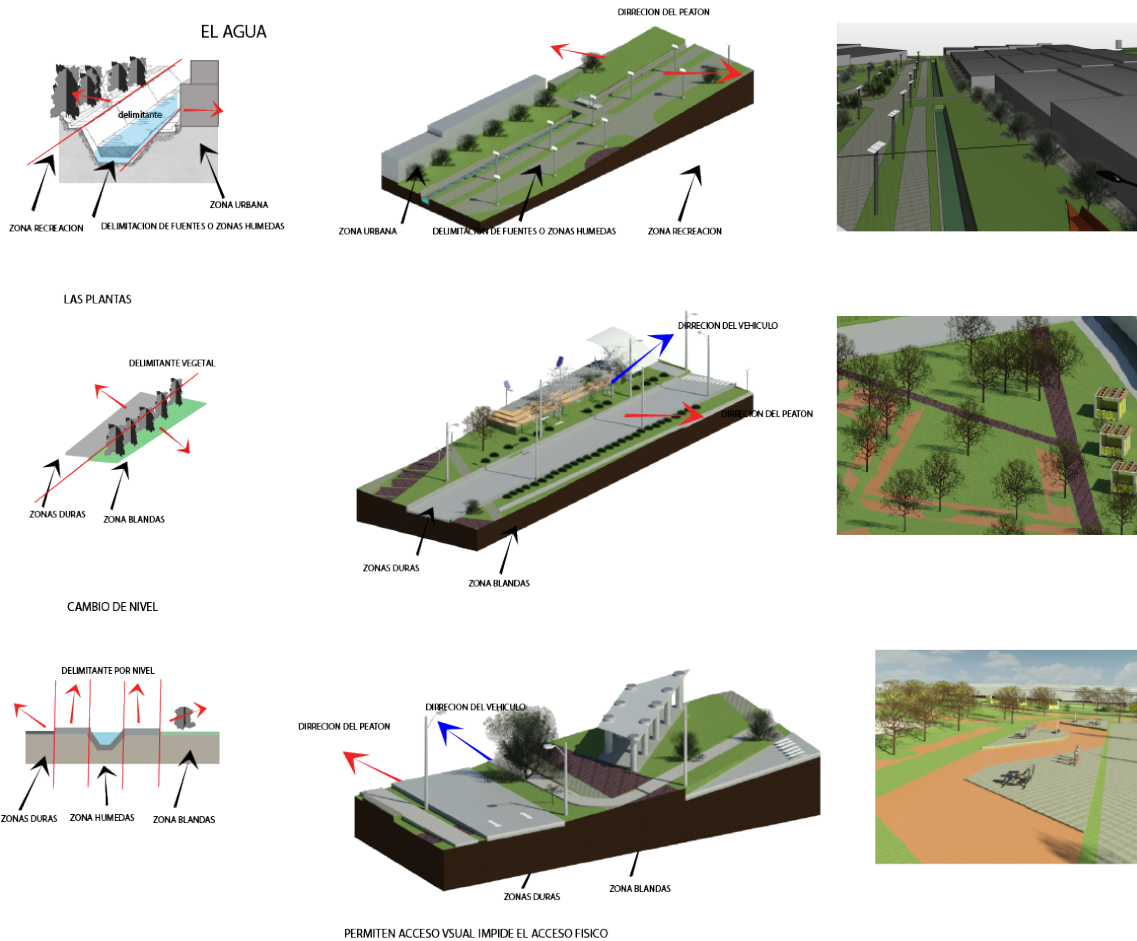 EL AGUA
DIRRECION DEL PEATON
delimitante
ZONA URBANA
ZONA RECREACION
DELIMITACION DE FUENTES O ZONAS HUMEDAS
ZONA URBANA
DELIMITACION DE FUENTES O ZONAS HUMEDAS
ZONA RECREACION
LAS PLANTAS
DELIMITANTE VEGETAL
ZONAS DURAS
ZONA BLANDAS
DIRRECION DEL VEHICULO
DIRRECION DEL PEATON
ZONAS DURAS
ZONA BLANDAS
CAMBIO DE NIVEL
DELIMITANTE POR NIVEL
ZONAS DURAS
ZONA HUMEDAS
ZONA BLANDAS
DIRRECION DEL PEATON
DIRRECION DEL VEHICULO
ZONAS DURAS
ZONA BLANDAS
PERMITEN ACCESO VSUAL IMPIDE EL ACCESO FISICO